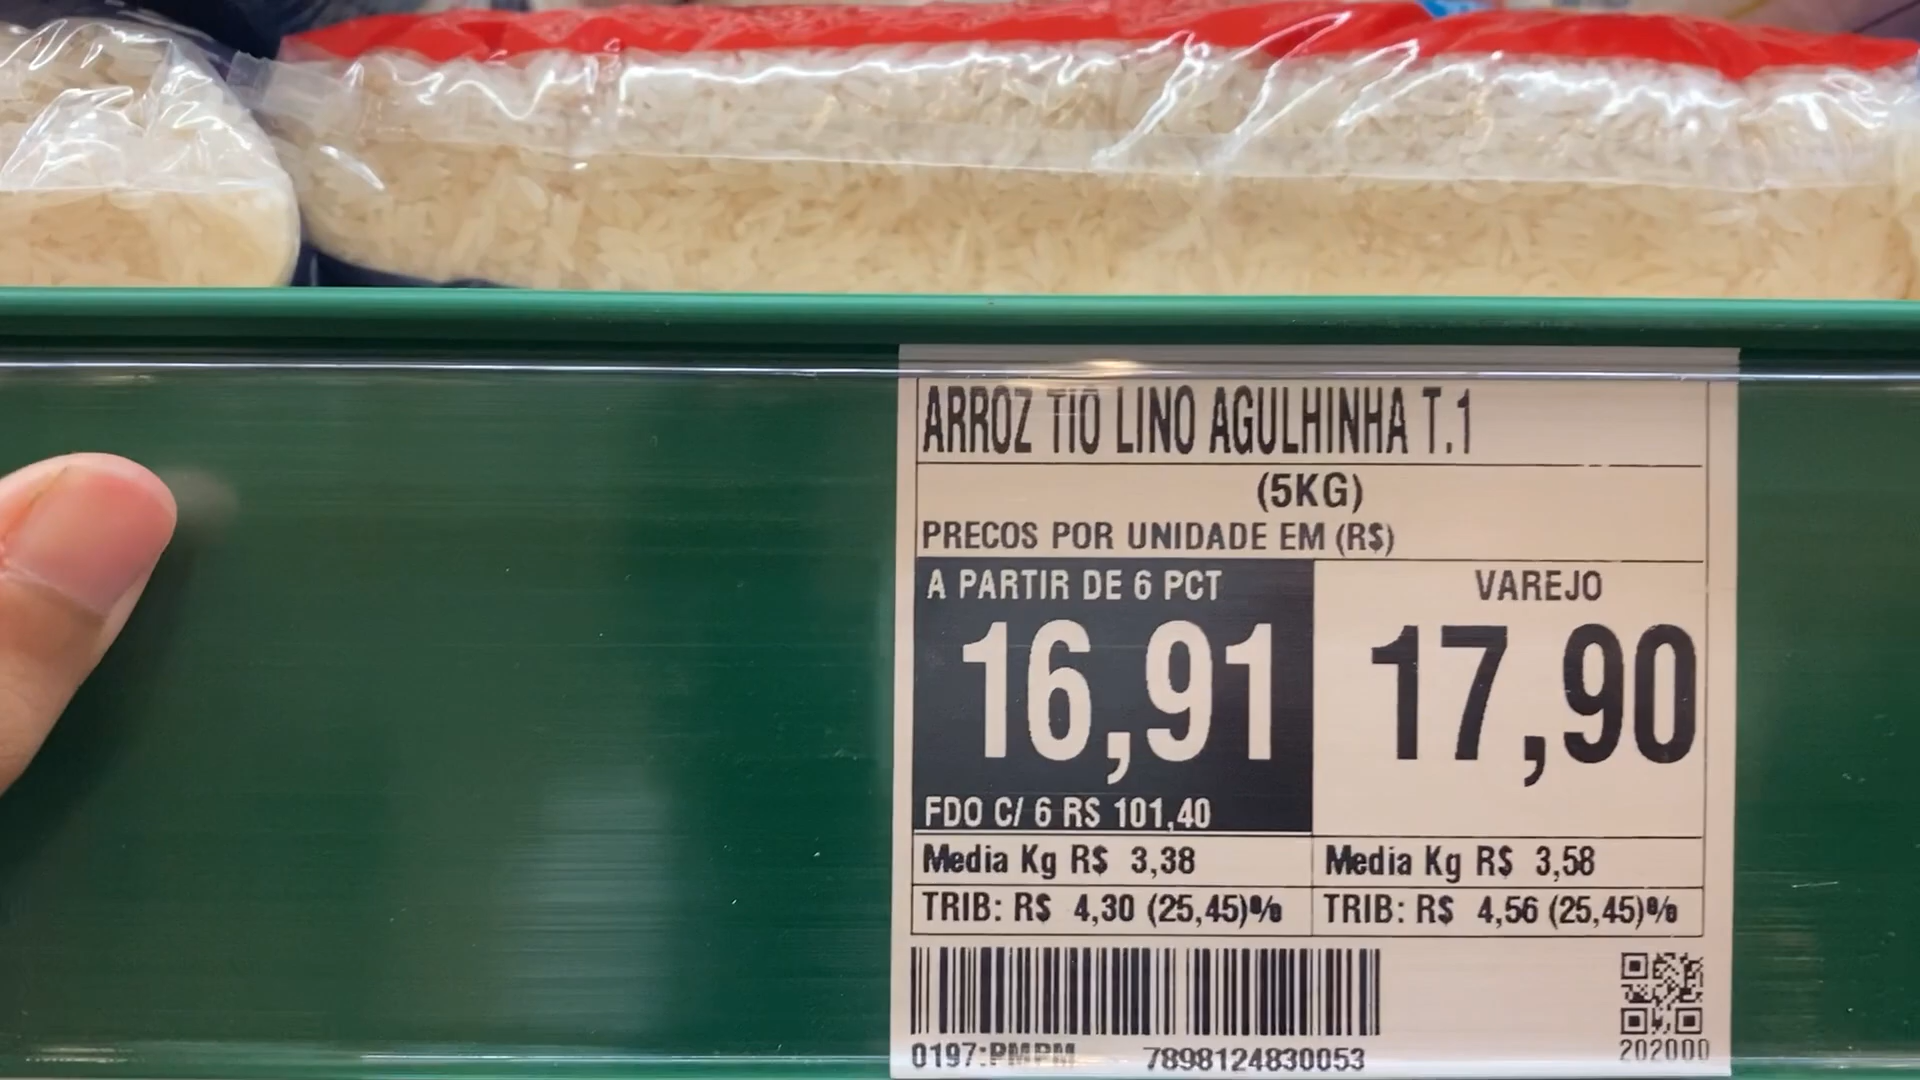 ARROZ TIO LINO AGULHINHA T.1
(5KG)
PRECOS POR UNIDADE EM (R$)
A PARTIR DE 6 PCT
16,91
FDO C/ 6 R$ 101,40
VAREJO
17,90
Media Kg R$ 3,38
Media Kg R$ 3,58
TRIB: R$ 4,30 (25,45)%
TRIB: R$ 4,56 (25,45)%
0197:PMPM 7898124830053
202000